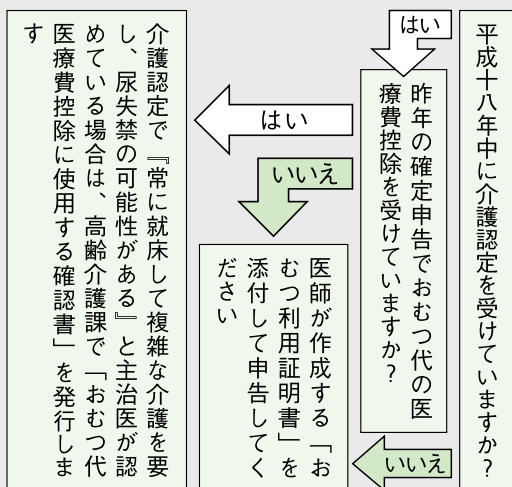 平成十八年中に介護認定を受けていますか？
はい
昨年の確定申告でおむつ代の医
療費控除を受けていますか？
いいえ
はい
いいえ
医師が作成する「お
むつ利用証明書」を
添付して申告してく
ださい
介護認定で『常に就床して複雑な介護を要
し、尿失禁の可能性がある』と主治医が認
めている場合は、高齢介護課で「おむつ代
医療費控除に使用する確認書」を発行しま
す